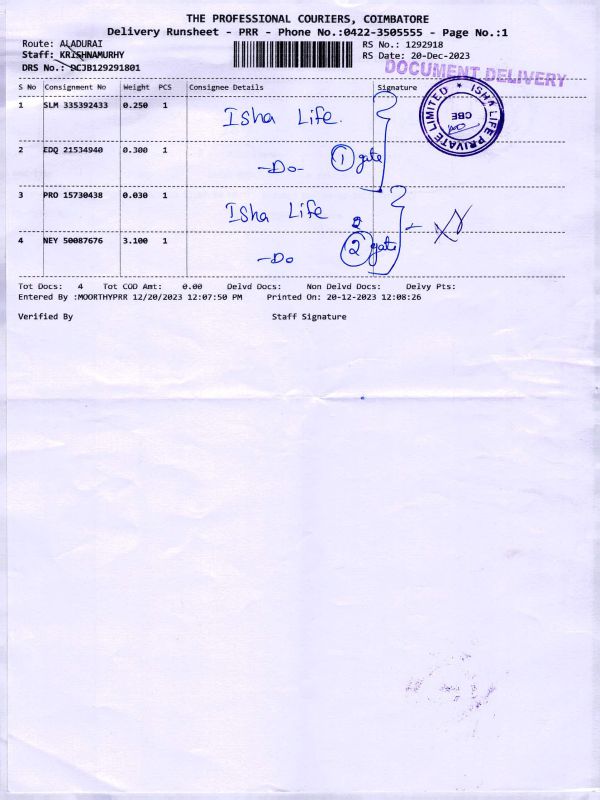 THE PROFESSIONAL COURIERS, COIMBATORE
Delivery Runsheet - PRR - Phone No.:0422-3505555 - Page No.:1
Route: ALADURAI
RS No.: 1292918
Staff: KRISHNAMURHY
RS Date: 20-Dec-2023
DRS No.: DCJB129291801
DOCUMENT DELIVERY
S No Consignment No Weight PCS Consignee Details Signature
1 SLM 335392433 0.250 1 Isha Life.
ISHA LIFE PRIVATE LIMITED ★ CBE
2 EDQ 21534940 0.300 1 -Do- 1 gate
3 PRQ 15730438 0.030 1 Isha Life
2
4 NEY 50087676 3.100 1 -Do 2 gate
Tot Docs: 4 Tot COD Amt: 0.00 Delvd Docs: Non Delvd Docs: Delvy Pts:
Entered By :MOORTHYPRR 12/20/2023 12:07:50 PM Printed On: 20-12-2023 12:08:26
Verified By Staff Signature